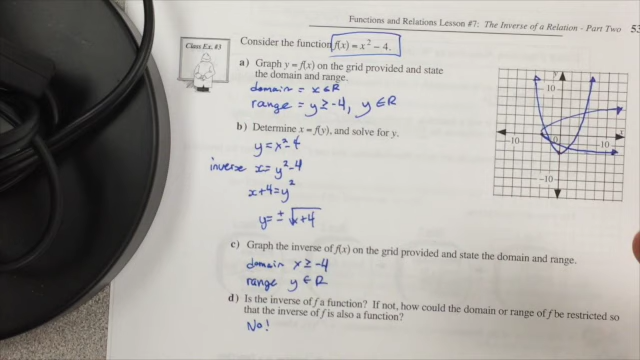 Functions and Relations Lesson #7: The Inverse of a Relation - Part Two 53
Class Ex. #3
Consider the function f(x) = x² – 4.
a) Graph y = f(x) on the grid provided and state
the domain and range.
domain = x ∈ R
range = y ≥ -4, y ∈ R
b) Determine x = f(y), and solve for y.
y = x² - 4
inverse x = y² - 4
x + 4 = y²
y = ± √x + 4
c) Graph the inverse of f(x) on the grid provided and state the domain and range.
domain x ≥ -4
range y ∈ R
d) Is the inverse of f a function? If not, how could the domain or range of f be restricted so
that the inverse of f is also a function?
No!
y
10
-10
0
10
x
-10